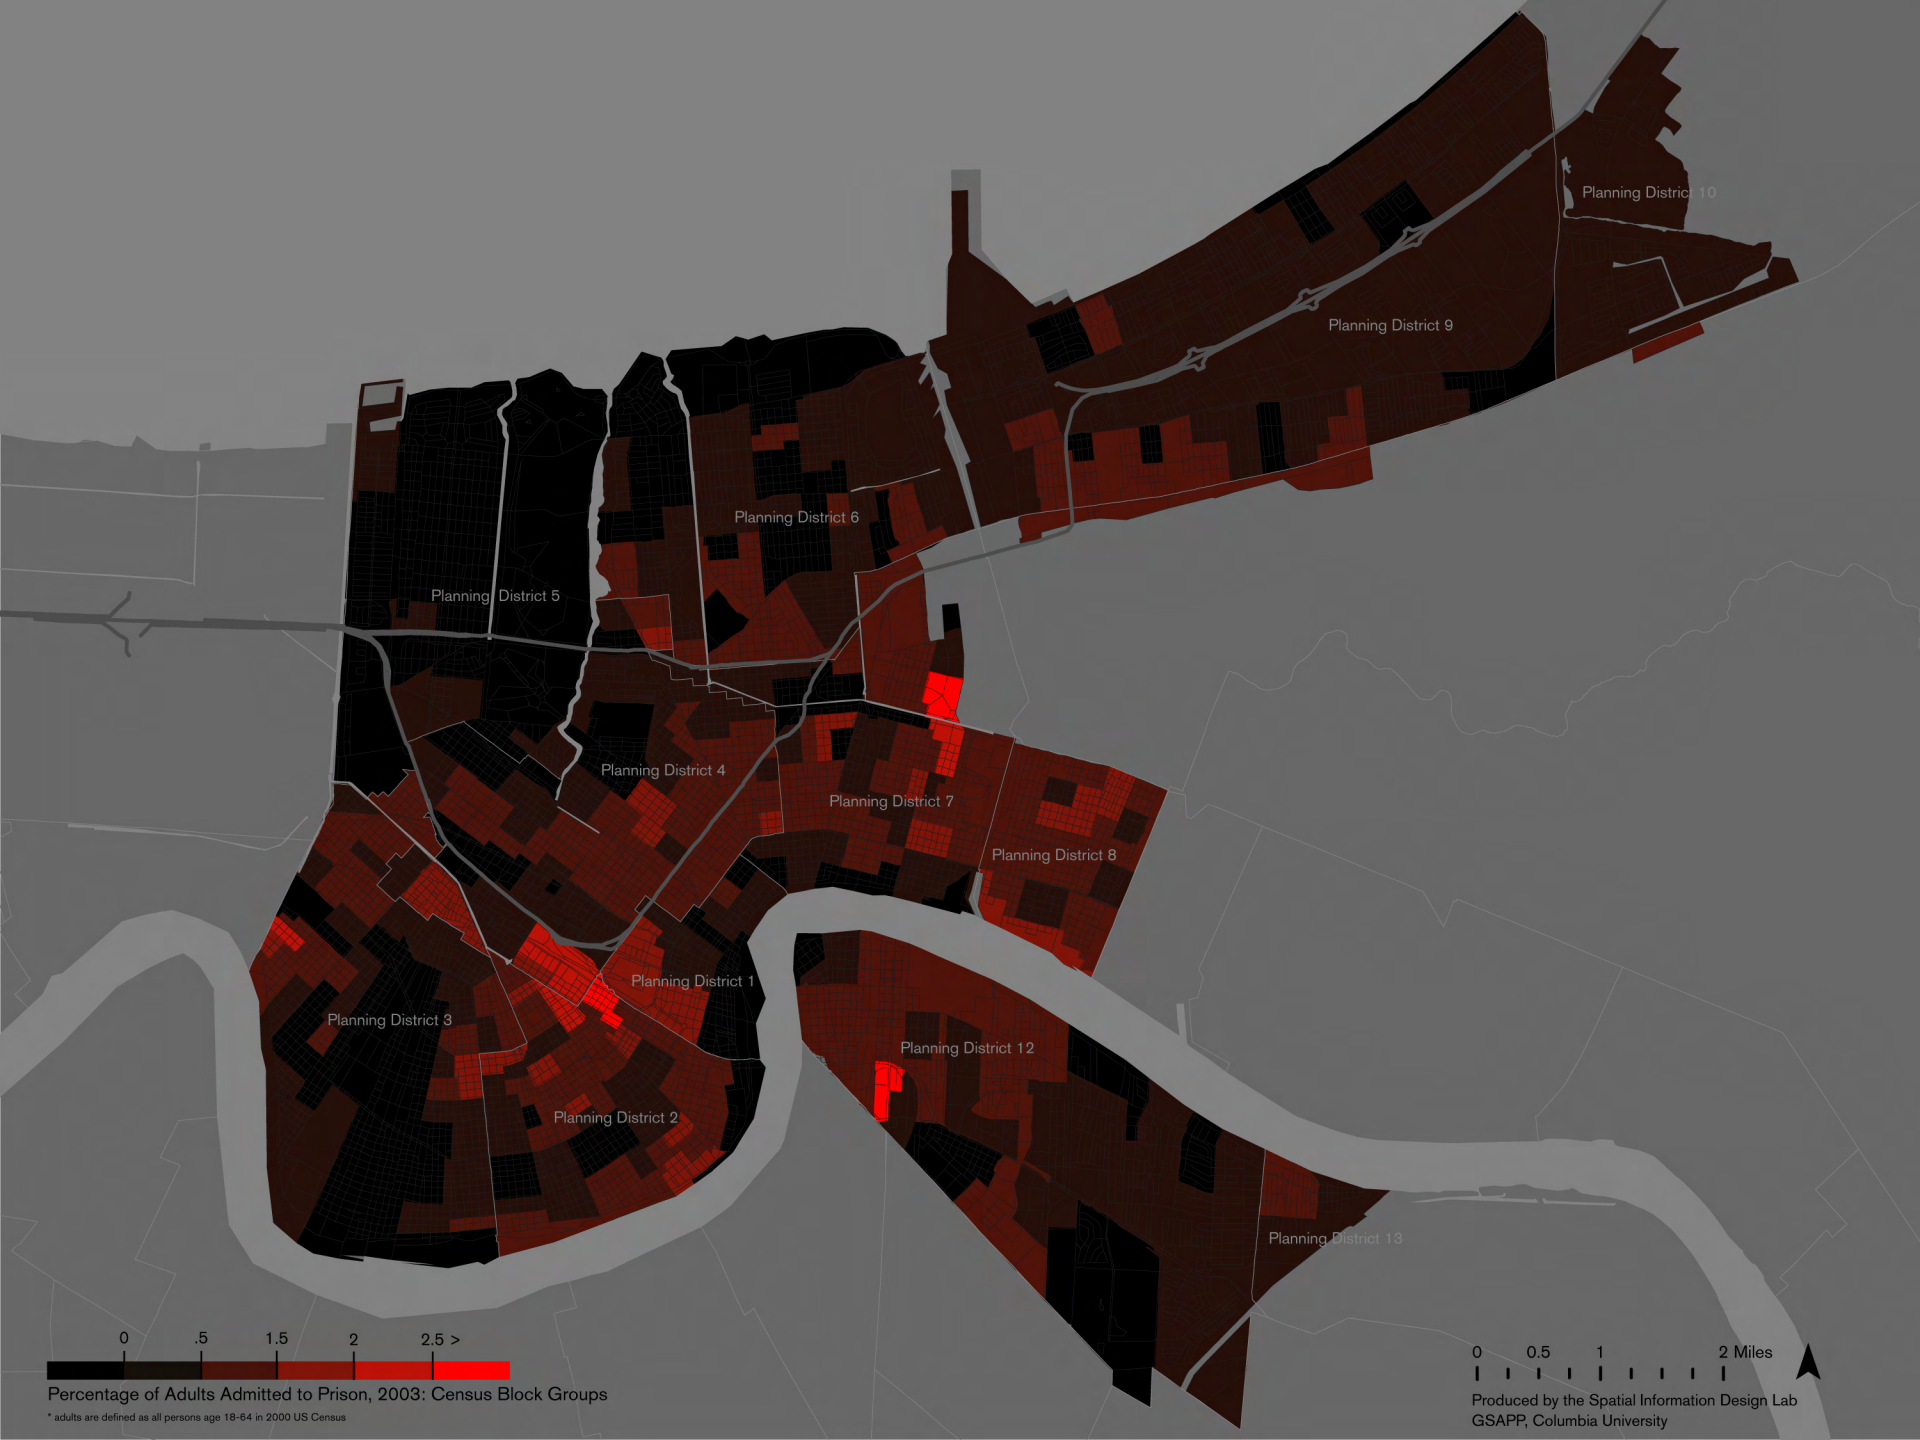 Planning District 10
Planning District 9
Planning District 6
Planning District 5
Planning District 4
Planning District 7
Planning District 8
Planning District 1
Planning District 3
Planning District 12
Planning District 2
Planning District 13
0 .5 1.5 2 2.5 >
Percentage of Adults Admitted to Prison, 2003: Census Block Groups
* adults are defined as all persons age 18-64 in 2000 US Census
0 0.5 1 2 Miles
Produced by the Spatial Information Design Lab
GSAPP, Columbia University